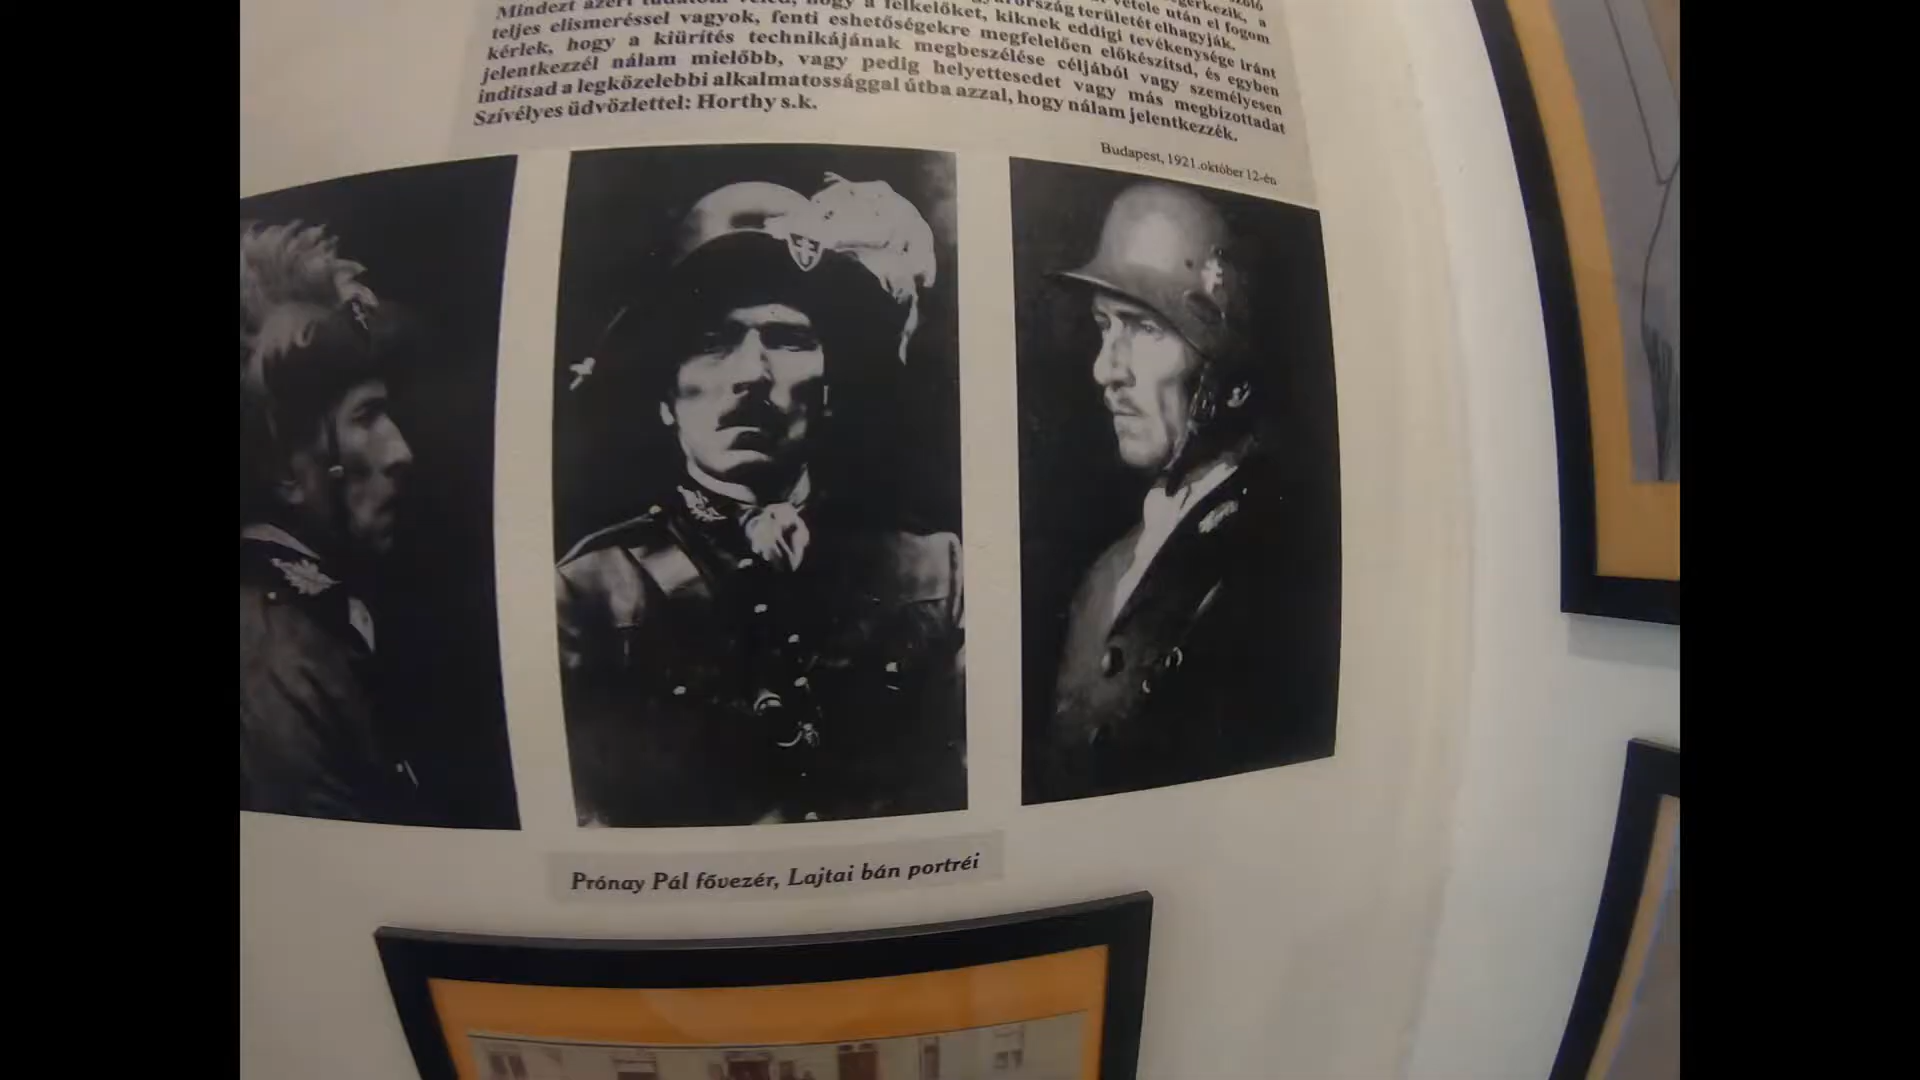 Mindezt azért tudatom veled, hogy a felkelőket, kiknek eddigi tevékenysége iránt
teljes elismeréssel vagyok, fenti eshetőségekre megfelelően előkészítsd, és egyben
kérlek, hogy a kiürítés technikájának megbeszélése céljából vagy személyesen
jelentkezzél nálam mielőbb, vagy pedig helyettesedet vagy más megbízottadat
indítsad a legközelebbi alkalmatossággal útba azzal, hogy nálam jelentkezzék.
Szívélyes üdvözlettel: Horthy s.k.
Budapest, 1921.október 12-én
Prónay Pál fővezér, Lajtai bán portréi